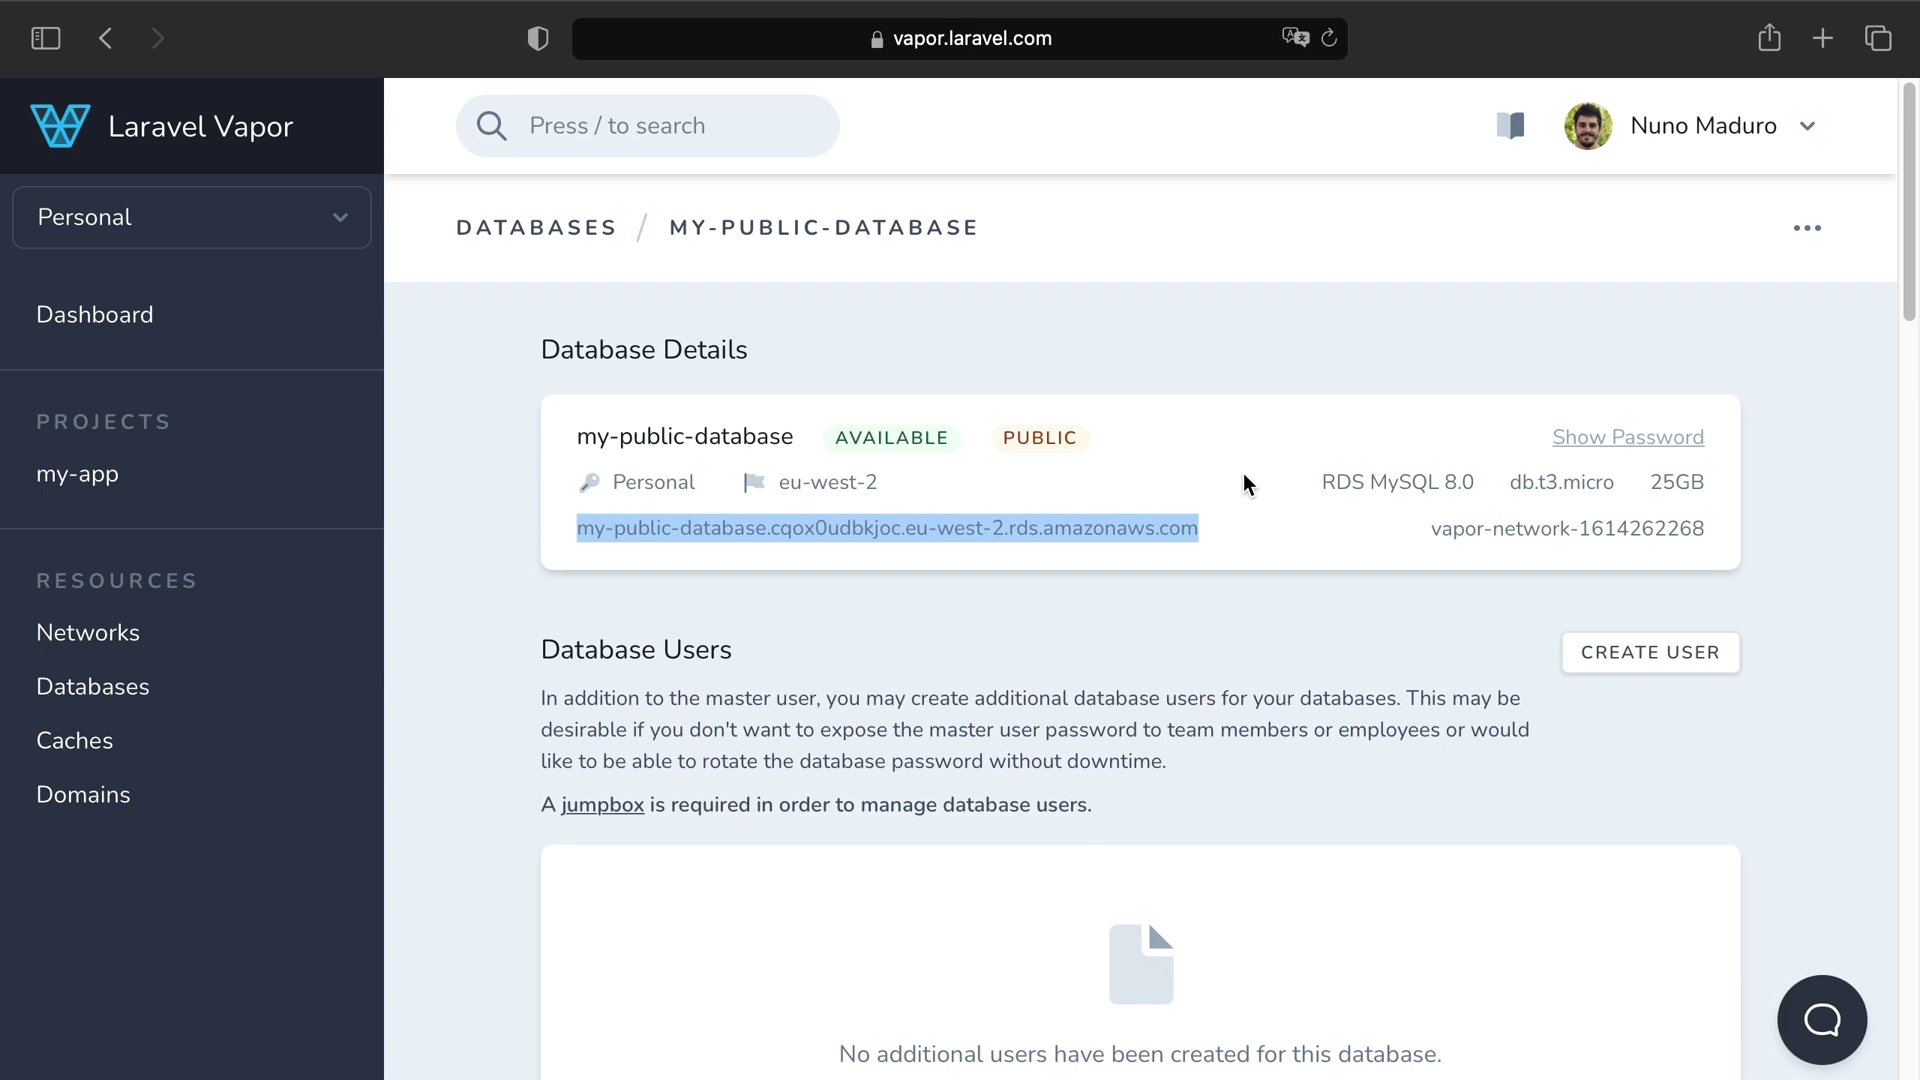 vapor.laravel.com
Laravel Vapor
Press / to search
Nuno Maduro
Personal
DATABASES / MY-PUBLIC-DATABASE
Dashboard
PROJECTS
my-app
RESOURCES
Networks
Databases
Caches
Domains
Database Details
my-public-database AVAILABLE PUBLIC Show Password
Personal eu-west-2 RDS MySQL 8.0 db.t3.micro 25GB
my-public-database.cqox0udbkjoc.eu-west-2.rds.amazonaws.com vapor-network-1614262268
Database Users
CREATE USER
In addition to the master user, you may create additional database users for your databases. This may be
desirable if you don't want to expose the master user password to team members or employees or would
like to be able to rotate the database password without downtime.
A jumpbox is required in order to manage database users.
No additional users have been created for this database.